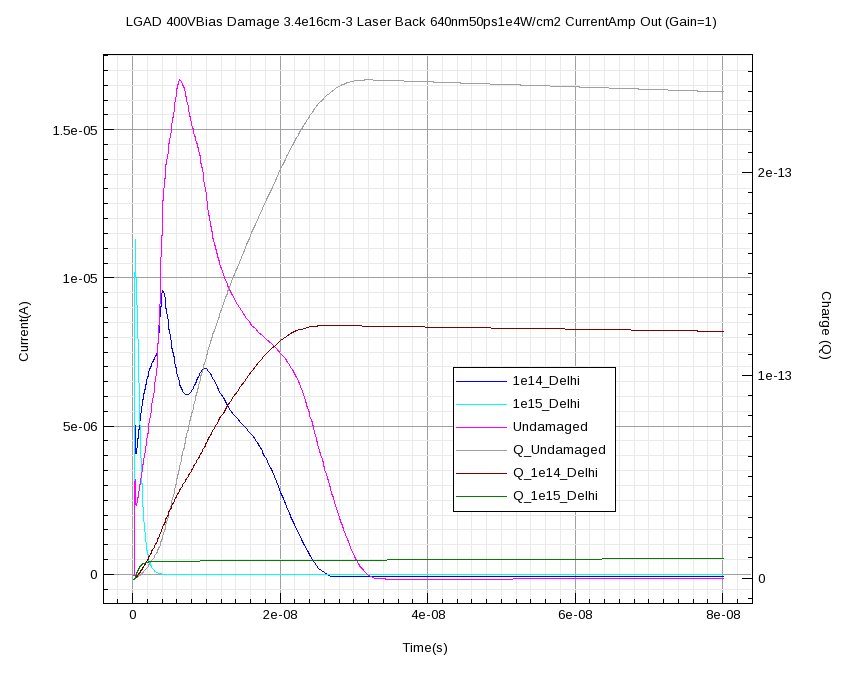 LGAD 400VBias Damage 3.4e16cm-3 Laser Back 640nm50ps1e4W/cm2 CurrentAmp Out (Gain=1)
1.5e-05
1e-05
5e-06
0
Current(A)
2e-13
1e-13
0
Charge (Q)
1e14_Delhi
1e15_Delhi
Undamaged
Q_Undamaged
Q_1e14_Delhi
Q_1e15_Delhi
0 2e-08 4e-08 6e-08 8e-08
Time(s)